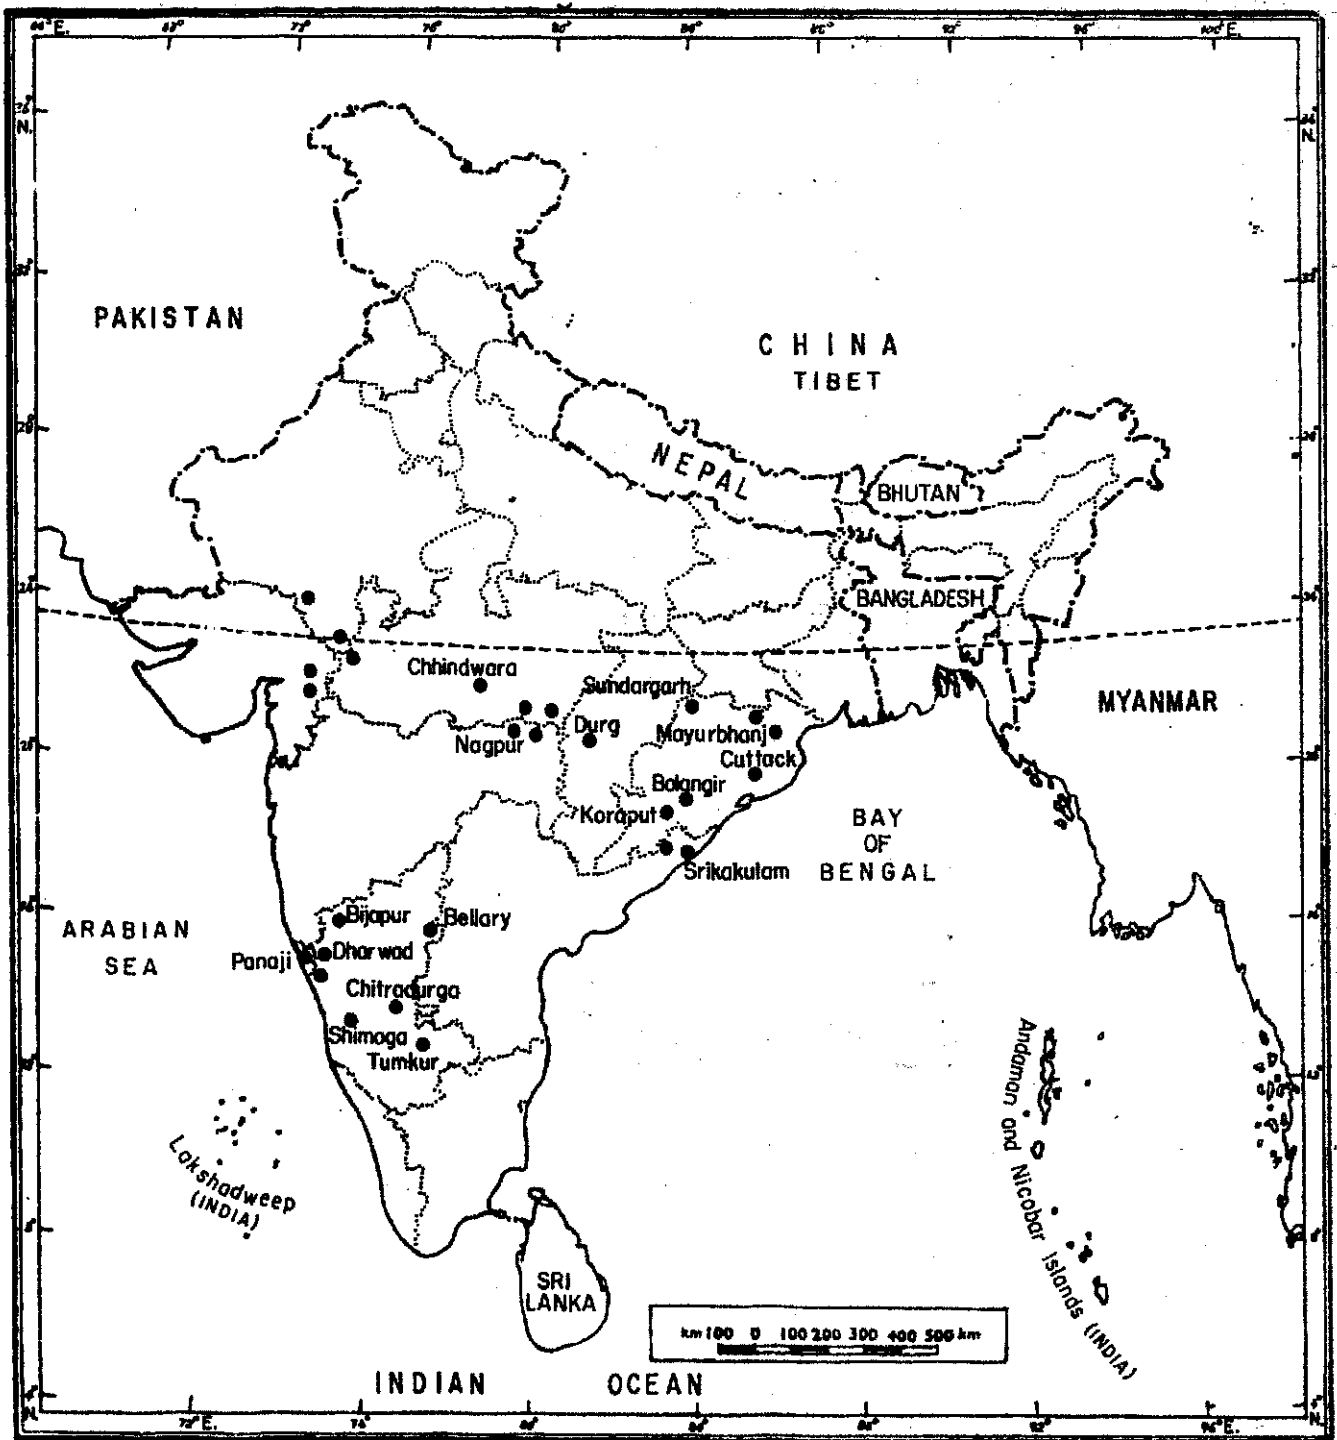 PAKISTAN
CHINA
TIBET
NEPAL
BHUTAN
BANGLADESH
MYANMAR
Chhindwara
Sundargarh
Durg
Nagpur
Mayurbhanj
Cuttack
Bolangir
Koraput
Srikakulam
BAY
OF
BENGAL
ARABIAN
SEA
Bijapur
Bellary
Panaji
Dharwad
Chitradurga
Shimoga
Tumkur
Lakshadweep
(INDIA)
Andaman and Nicobar Islands (INDIA)
SRI
LANKA
km 100 0 100 200 300 400 500 km
INDIAN OCEAN